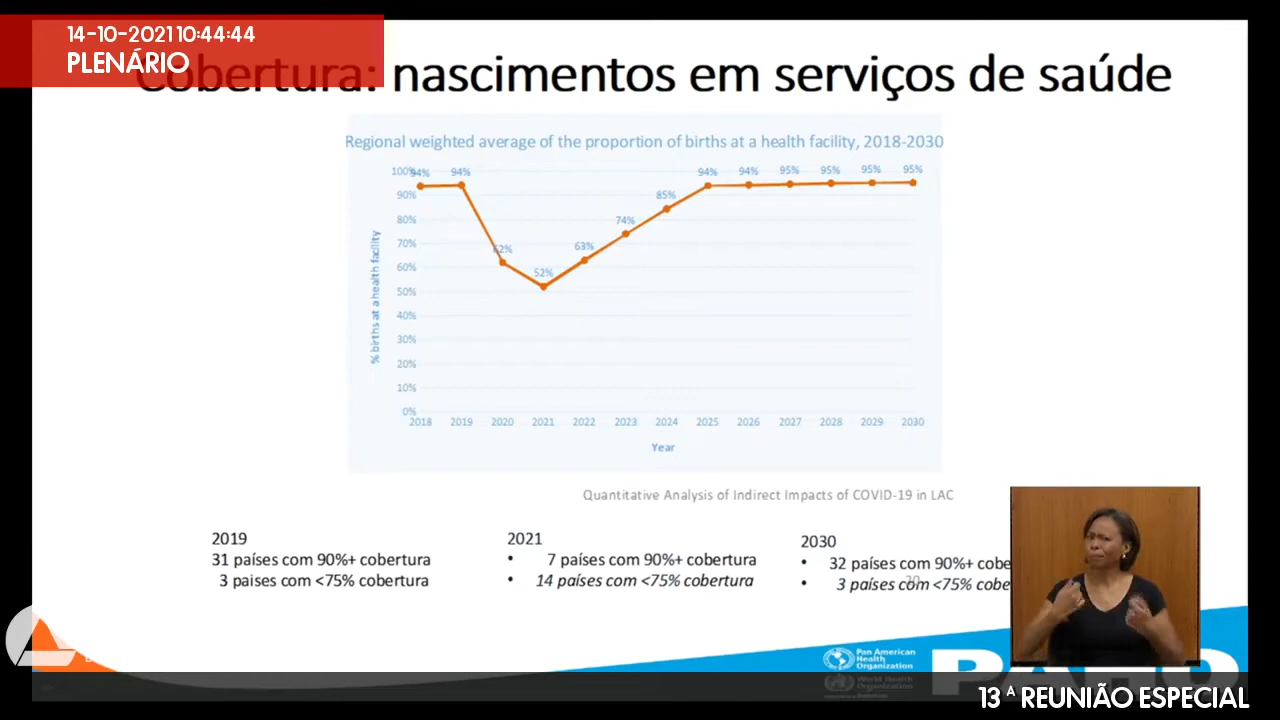 14-10-2021 10:44:44
PLENÁRIO
Cobertura: nascimentos em serviços de saúde
Regional weighted average of the proportion of births at a health facility, 2018-2030
100%
90%
80%
70%
60%
50%
40%
30%
20%
10%
0%
94%
94%
62%
52%
63%
74%
85%
94%
94%
95%
95%
95%
95%
% births at a health facility
2018 2019 2020 2021 2022 2023 2024 2025 2026 2027 2028 2029 2030
Year
Quantitative Analysis of Indirect Impacts of COVID-19 in LAC
2019
31 países com 90%+ cobertura
3 paises com <75% cobertura
2021
• 7 países com 90%+ cobertura
• 14 países com <75% cobertura
2030
• 32 países com 90%+ cobe
• 3 países com <75% cobe
Pan American
Health
Organization
World Health
Organization
PAHO
13ª REUNIÃO ESPECIAL